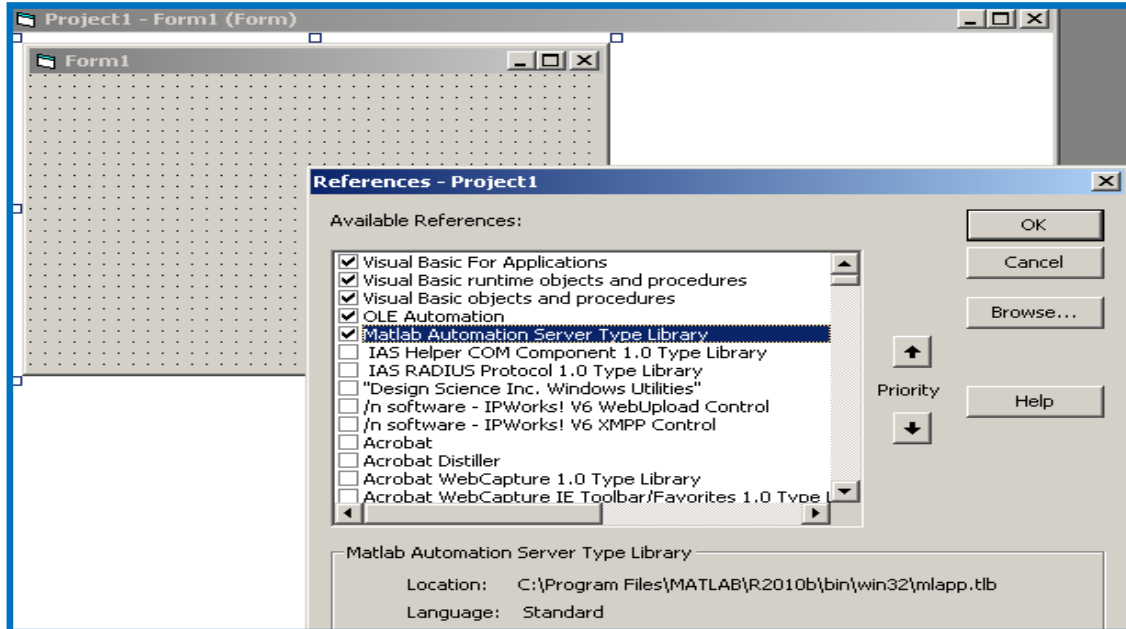 Project1 - Form1 (Form)
Form1
References - Project1
Available References:
OK
Cancel
Browse...
Priority
Help
Visual Basic For Applications
Visual Basic runtime objects and procedures
Visual Basic objects and procedures
OLE Automation
Matlab Automation Server Type Library
IAS Helper COM Component 1.0 Type Library
IAS RADIUS Protocol 1.0 Type Library
"Design Science Inc. Windows Utilities"
/n software - IPWorks! V6 WebUpload Control
/n software - IPWorks! V6 XMPP Control
Acrobat
Acrobat Distiller
Acrobat WebCapture 1.0 Type Library
Acrobat WebCapture IE Toolbar/Favorites 1.0 Type L
Matlab Automation Server Type Library
Location: C:\Program Files\MATLAB\R2010b\bin\win32\mlapp.tlb
Language: Standard